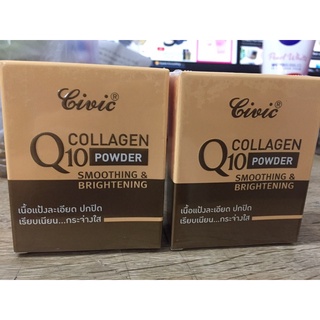 Civic®
Q10 COLLAGEN
POWDER
SMOOTHING &
BRIGHTENING
เนื้อแป้งละเอียด ปกปิด
เรียบเนียน...กระจ่างใส
Civic®
Q10 COLLAGEN
POWDER
SMOOTHING &
BRIGHTENING
เนื้อแป้งละเอียด ปกปิด
เรียบเนียน...กระจ่างใส
Pearl White